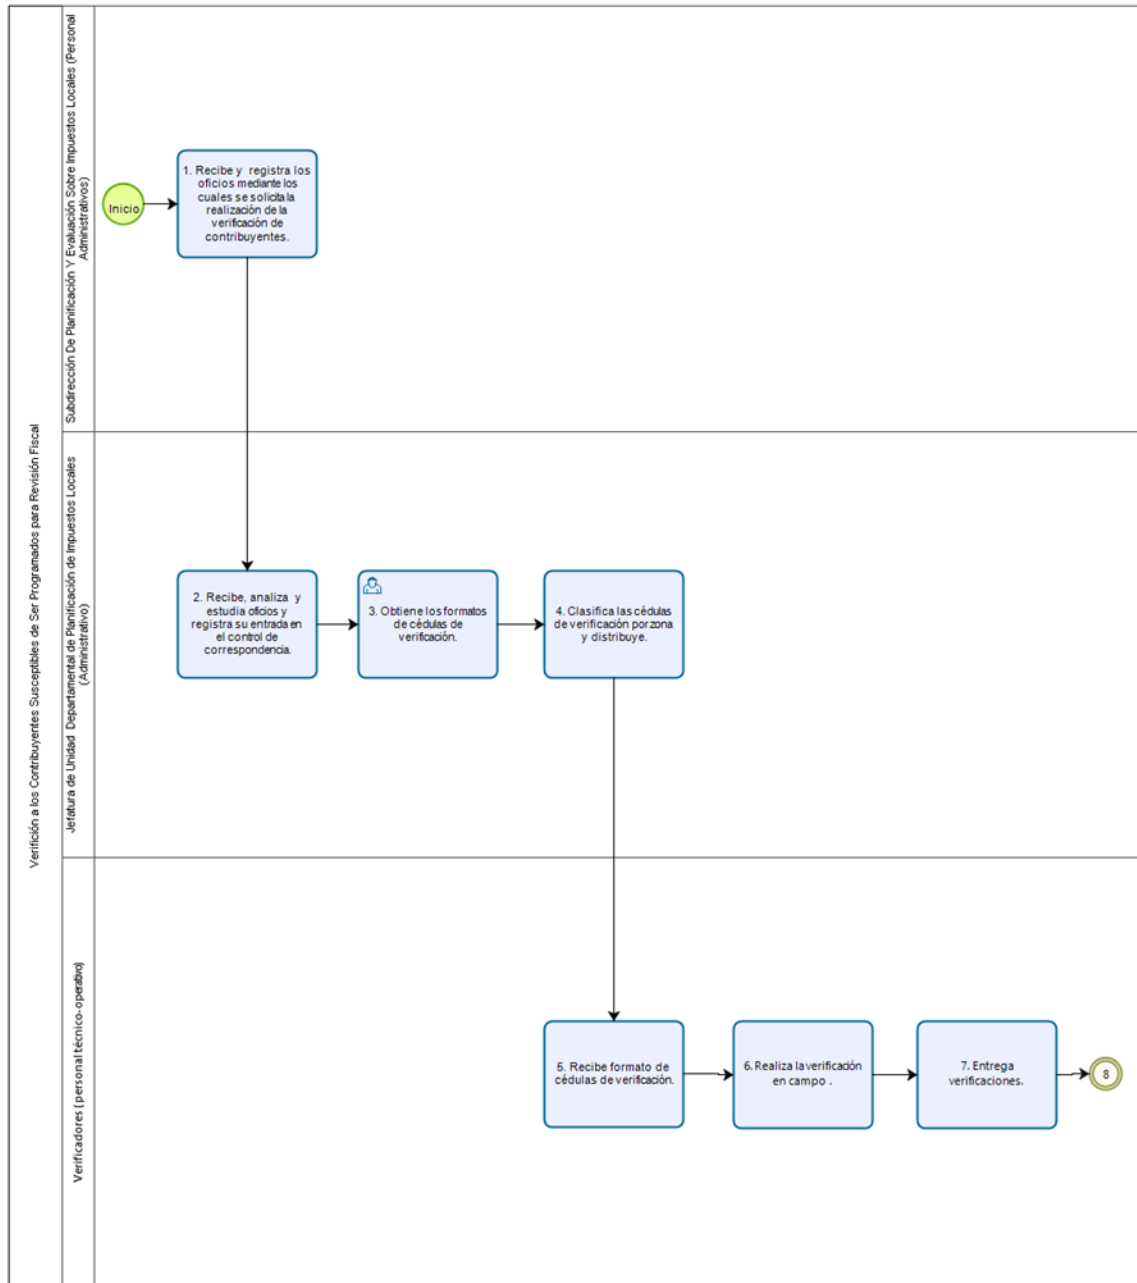 Verifición a los Contribuyentes Susceptibles de Ser Programados para Revisión Fiscal
Subdirección De Planificación Y Evaluación Sobre Impuestos Locales (Personal
Administrativos)
Inicio
1. Recibe y registra los
oficios mediante los
cuales se solicita la
realización de la
verificación de
contribuyentes.
Jefatura de Unidad Departamental de Planificación de Impuestos Locales
(Administrativo)
2. Recibe, analiza y
estudia oficios y
registra su entrada en
el control de
correspondencia.
3. Obtiene los formatos
de cédulas de
verificación.
4. Clasifica las cédulas
de verificación por zona
y distribuye.
Verificadores (personal técnico-operativo)
5. Recibe formato de
cédulas de verificación.
6. Realiza la verificación
en campo .
7. Entrega
verificaciones.
8